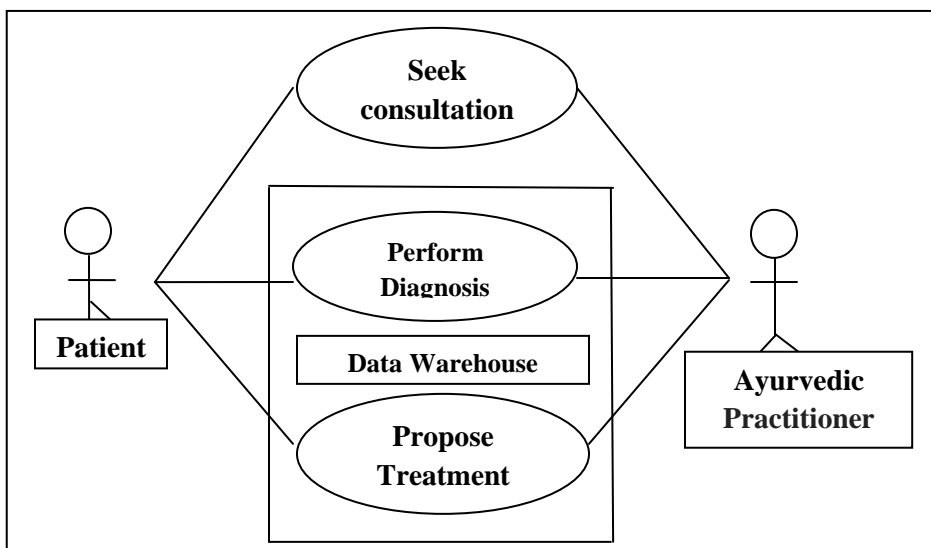 Seek
consultation
Perform
Diagnosis
Patient
Data Warehouse
Ayurvedic
Practitioner
Propose
Treatment